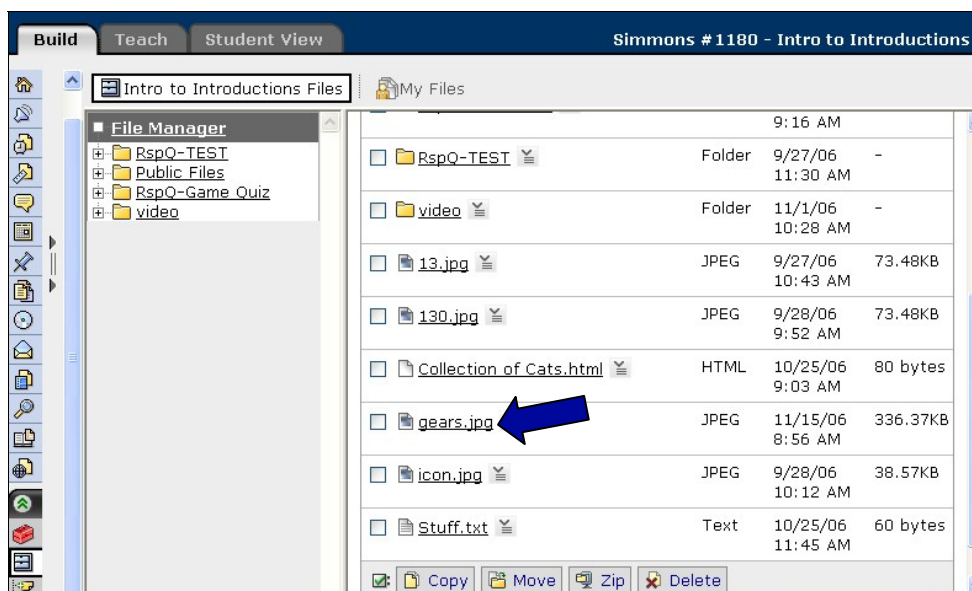 Build Teach Student View Simmons #1180 - Intro to Introductions
Intro to Introductions Files My Files
File Manager
RspQ-TEST
Public Files
RspQ-Game Quiz
video
9:16 AM
RspQ-TEST Folder 9/27/06 -
11:30 AM
video Folder 11/1/06 -
10:28 AM
13.jpg JPEG 9/27/06 73.48KB
10:43 AM
130.jpg JPEG 9/28/06 73.48KB
9:52 AM
Collection of Cats.html HTML 10/25/06 80 bytes
9:03 AM
gears.jpg JPEG 11/15/06 336.37KB
8:56 AM
icon.jpg JPEG 9/28/06 38.57KB
10:12 AM
Stuff.txt Text 10/25/06 60 bytes
11:45 AM
Copy Move Zip Delete